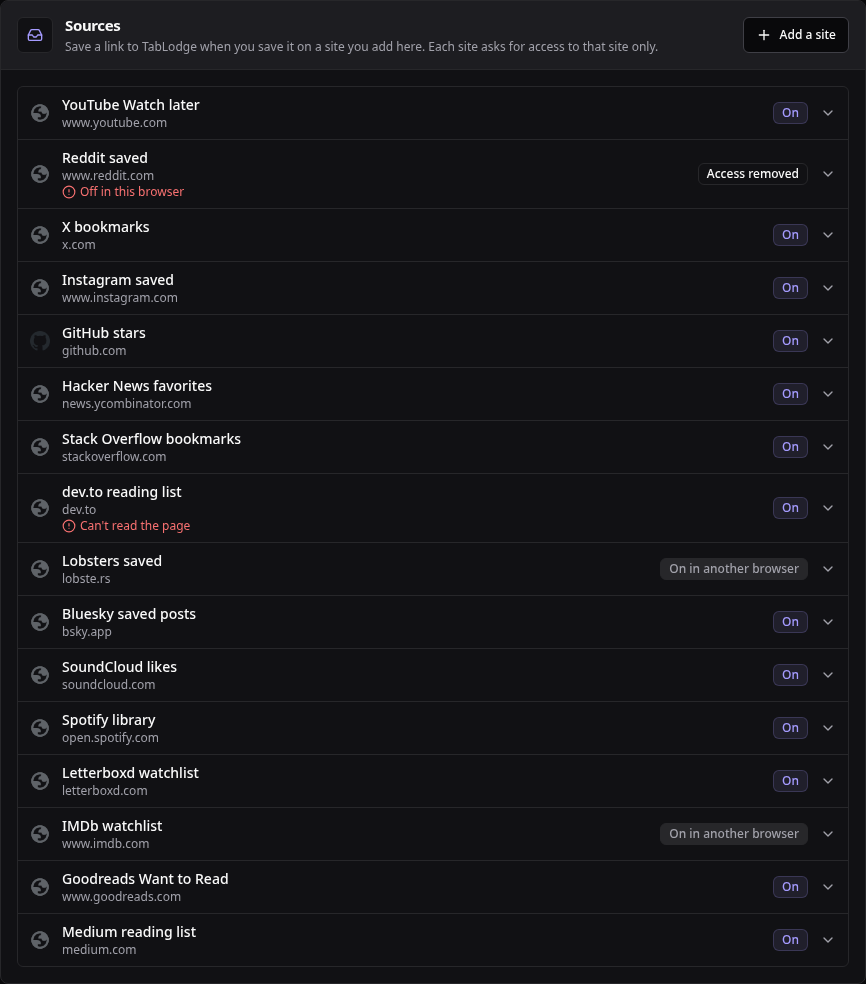 Sources
Save a link to TabLodge when you save it on a site you add here. Each site asks for access to that site only.
Add a site
YouTube Watch later
www.youtube.com
On
Reddit saved
www.reddit.com
Off in this browser
Access removed
X bookmarks
x.com
On
Instagram saved
www.instagram.com
On
GitHub stars
github.com
On
Hacker News favorites
news.ycombinator.com
On
Stack Overflow bookmarks
stackoverflow.com
On
dev.to reading list
dev.to
Can't read the page
On
Lobsters saved
lobste.rs
On in another browser
Bluesky saved posts
bsky.app
On
SoundCloud likes
soundcloud.com
On
Spotify library
open.spotify.com
On
Letterboxd watchlist
letterboxd.com
On
IMDb watchlist
www.imdb.com
On in another browser
Goodreads Want to Read
www.goodreads.com
On
Medium reading list
medium.com
On